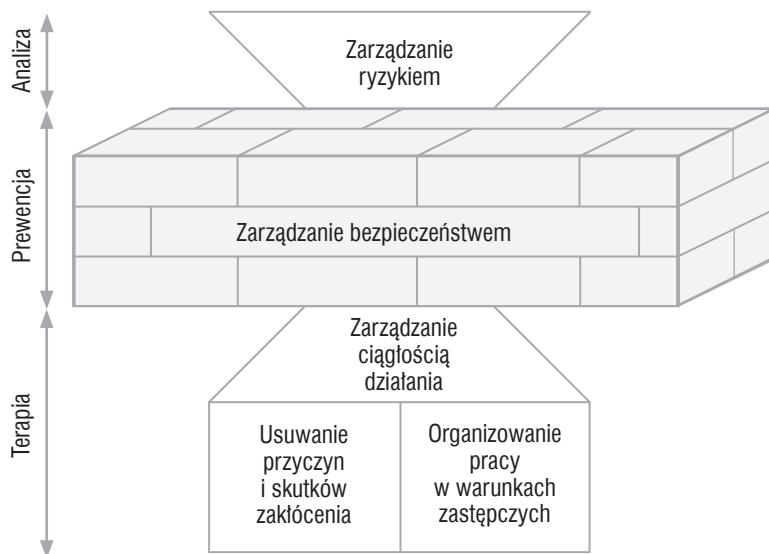 Analiza
Zarządzanie
ryzykiem
Prewencja
Zarządzanie bezpieczeństwem
Terapia
Zarządzanie
ciągłością
działania
Usuwanie
przyczyn
i skutków
zakłócenia
Organizowanie
pracy
w warunkach
zastępczych